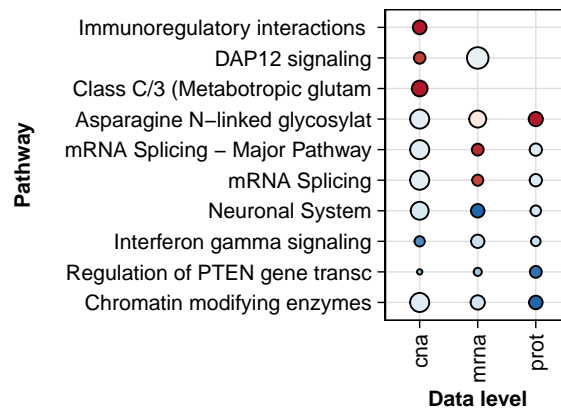 Immunoregulatory interactions
DAP12 signaling
Class C/3 (Metabotropic glutam
Asparagine N−linked glycosylat
mRNA Splicing − Major Pathway
mRNA Splicing
Neuronal System
Interferon gamma signaling
Regulation of PTEN gene transc
Chromatin modifying enzymes
Pathway
cna
mrna
prot
Data level